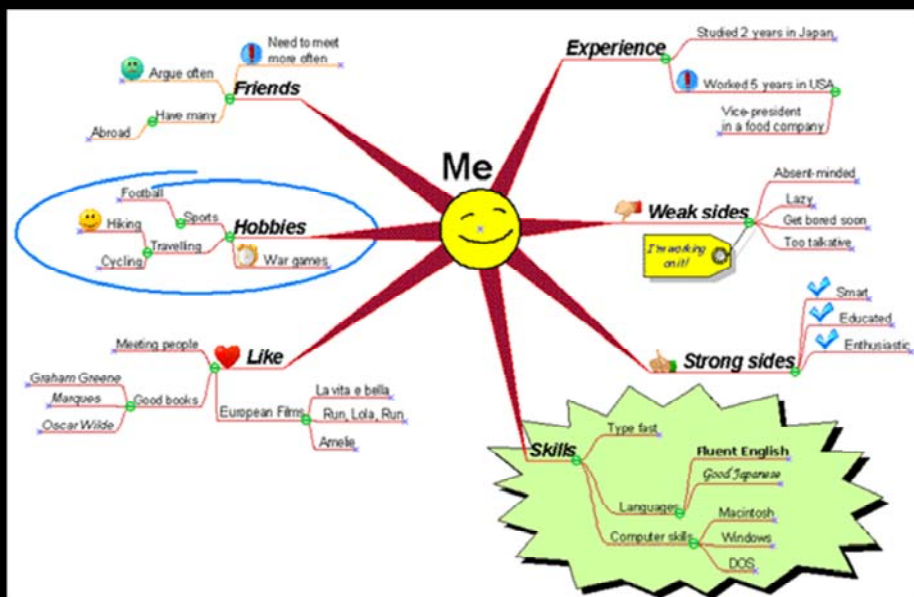 Me
Experience
Studied 2 years in Japan
Worked 5 years in USA
Vice-president
in a food company
Weak sides
Absent-minded
Lazy
Get bored soon
Too talkative
I'm working
on it!
Strong sides
Smart
Educated
Enthusiastic
Skills
Type fast
Languages
Fluent English
Good Japanese
Computer skills
Macintosh
Windows
DOS
Like
Meeting people
Good books
Graham Greene
Marques
Oscar Wilde
European Films
La vita e bella
Run, Lola, Run
Amelie
Hobbies
Sports
Football
Travelling
Hiking
Cycling
War games
Friends
Need to meet
more often
Argue often
Have many
Abroad